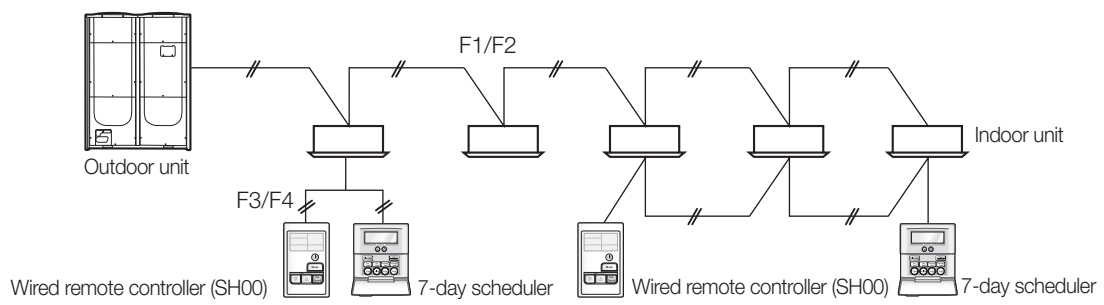 F1/F2
Outdoor unit
Indoor unit
F3/F4
Wired remote controller (SH00)
7-day scheduler
Wired remote controller (SH00)
7-day scheduler